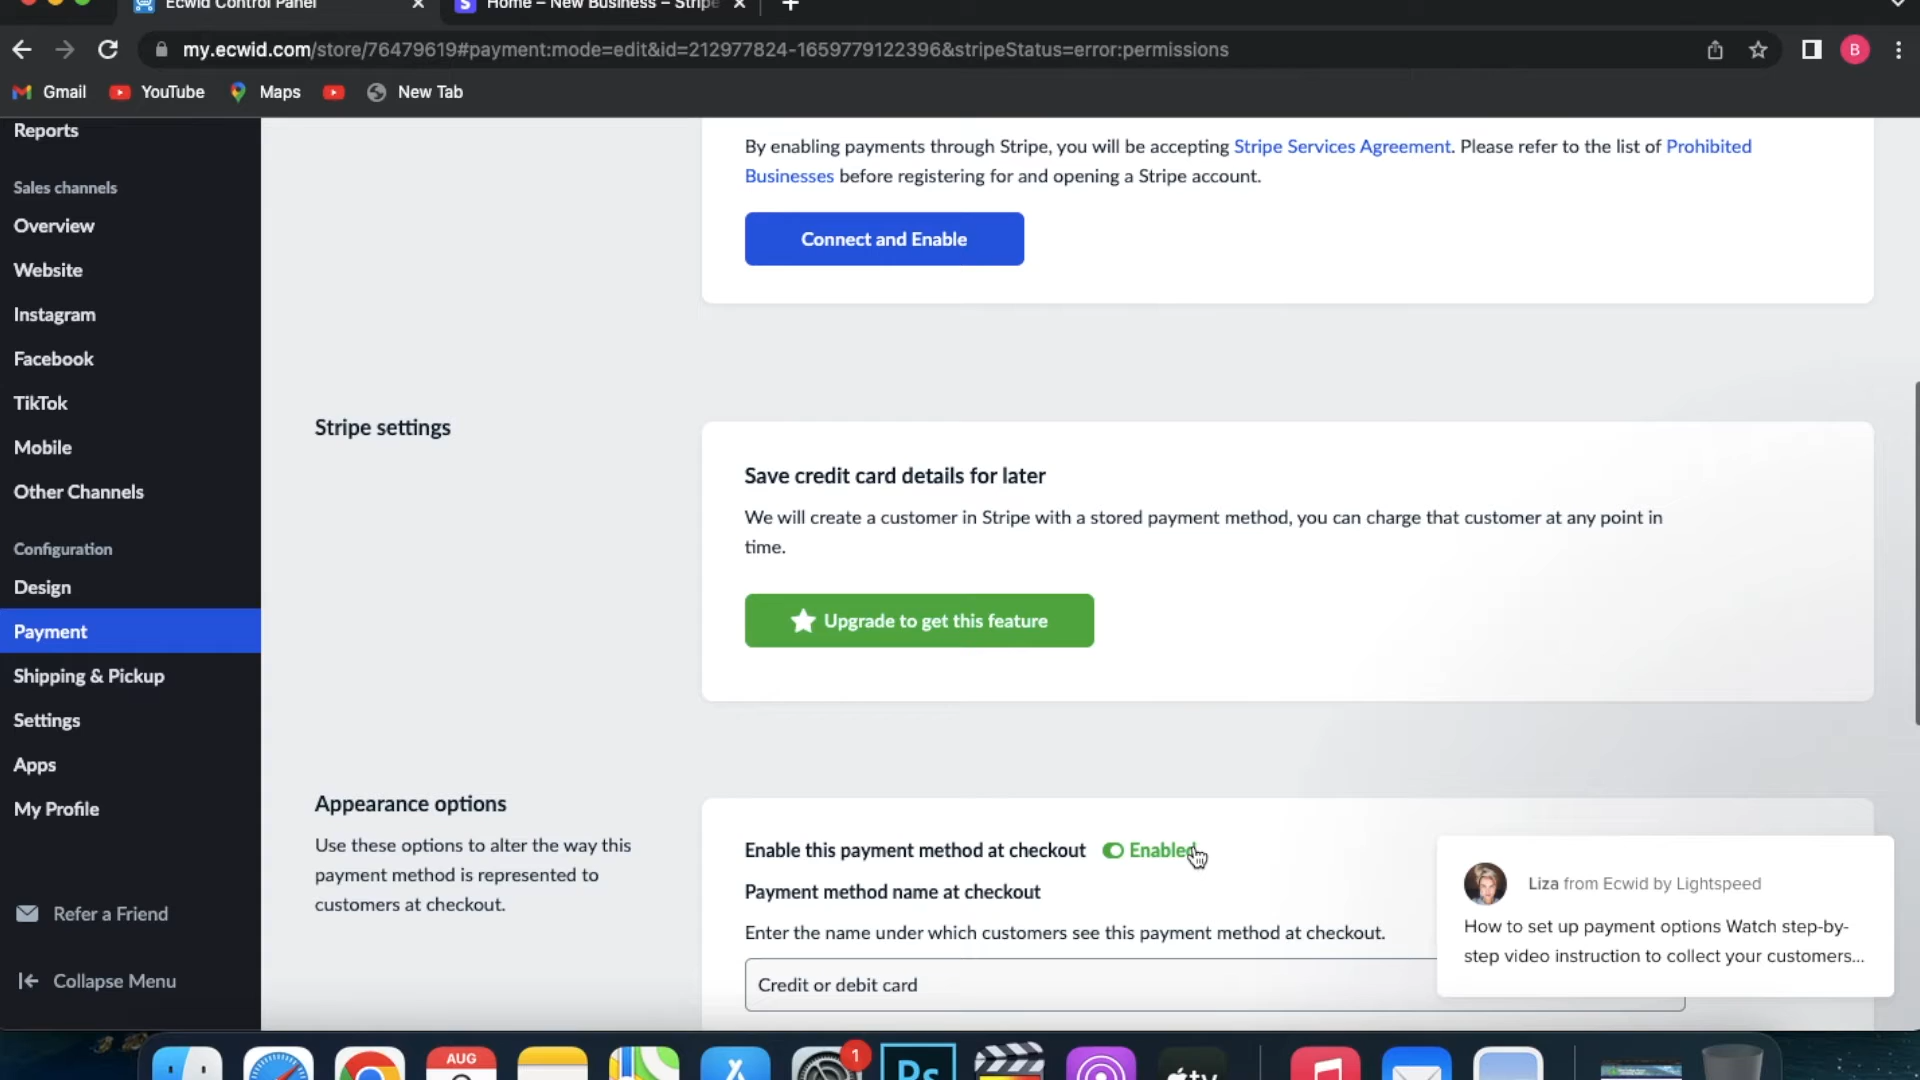 Ecwid Control Panel
Home – New Business – Stripe
my.ecwid.com/store/76479619#payment:mode=edit&id=212977824-1659779122396&stripeStatus=error:permissions
B
Gmail
YouTube
Maps
New Tab
Reports
Sales channels
Overview
Website
Instagram
Facebook
TikTok
Mobile
Other Channels
Configuration
Design
Payment
Shipping & Pickup
Settings
Apps
My Profile
Refer a Friend
Collapse Menu
By enabling payments through Stripe, you will be accepting Stripe Services Agreement. Please refer to the list of Prohibited
Businesses before registering for and opening a Stripe account.
Connect and Enable
Stripe settings
Save credit card details for later
We will create a customer in Stripe with a stored payment method, you can charge that customer at any point in
time.
Upgrade to get this feature
Appearance options
Use these options to alter the way this
payment method is represented to
customers at checkout.
Enable this payment method at checkout
Enabled
Payment method name at checkout
Enter the name under which customers see this payment method at checkout.
Credit or debit card
Liza from Ecwid by Lightspeed
How to set up payment options Watch step-by-
step video instruction to collect your customers...
AUG
1
Ps
tv